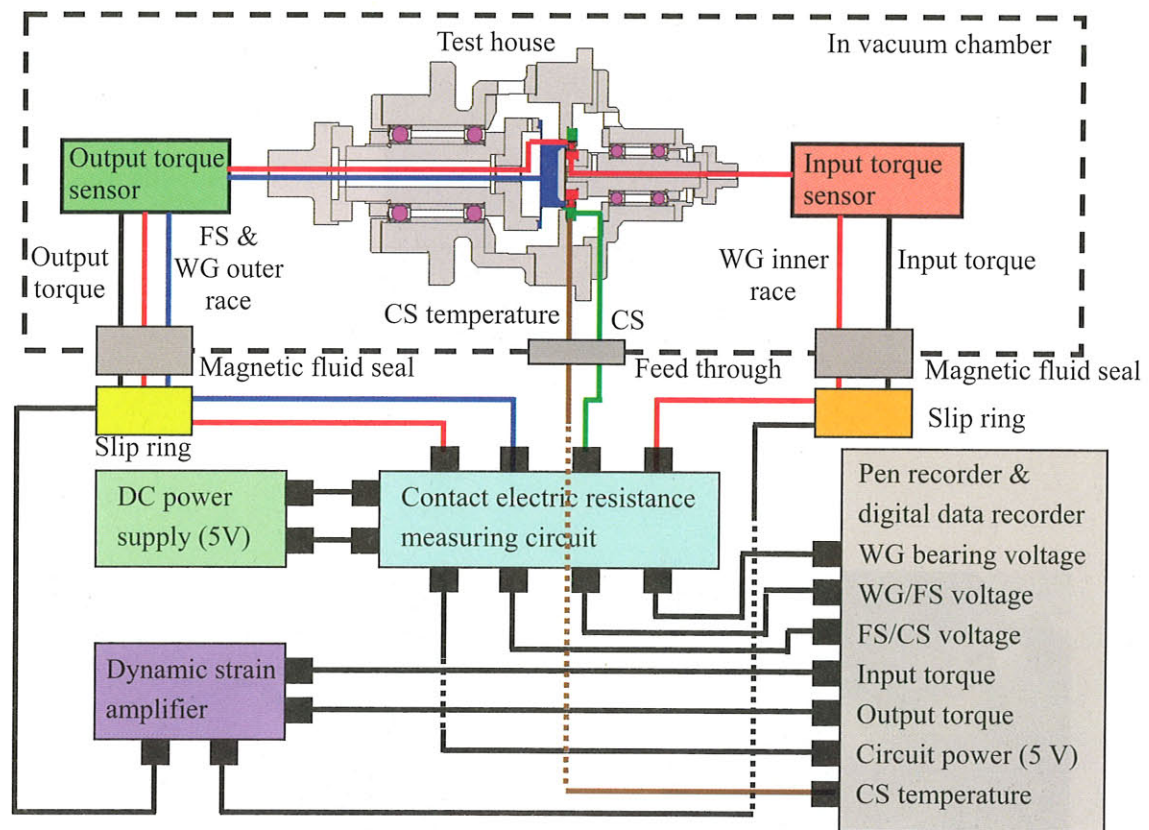 Test house
In vacuum chamber
Output torque
sensor
Input torque
sensor
Output
torque
FS &
WG outer
race
WG inner
race
Input torque
CS temperature
CS
Magnetic fluid seal
Feed through
Magnetic fluid seal
Slip ring
Slip ring
DC power
supply (5V)
Contact electric resistance
measuring circuit
Pen recorder &
digital data recorder
WG bearing voltage
WG/FS voltage
FS/CS voltage
Input torque
Output torque
Circuit power (5 V)
CS temperature
Dynamic strain
amplifier